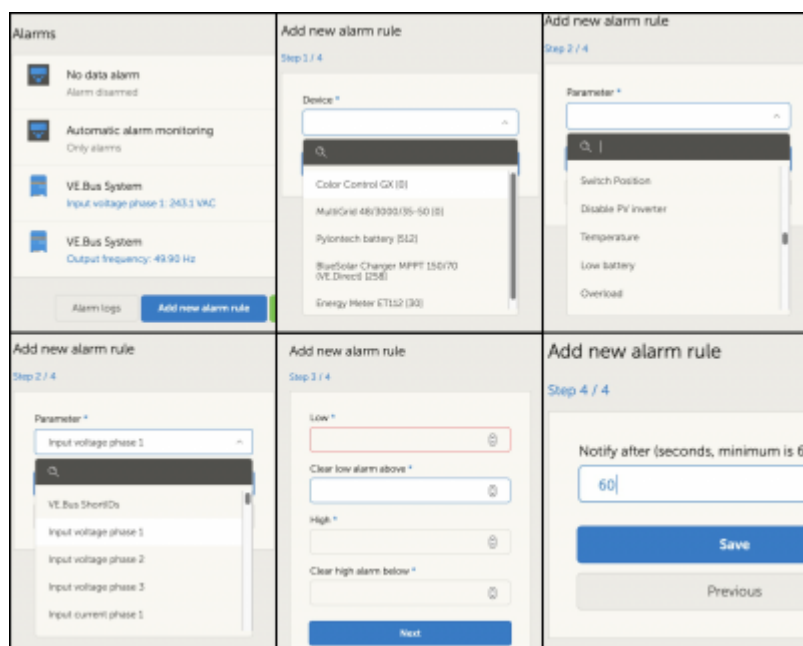 Alarms
No data alarm
Alarm disarmed
Automatic alarm monitoring
Only alarms
VE.Bus System
Input voltage phase 1: 243.1 VAC
VE.Bus System
Output frequency: 49.90 Hz
Alarm logs
Add new alarm rule
Add new alarm rule
Step 1 / 4
Device *
Color Control GX [0]
MultiGrid 48/3000/35-50 [0]
Pylontech battery [512]
BlueSolar Charger MPPT 150/70
(VE.Direct) [258]
Energy Meter ET112 [30]
Add new alarm rule
Step 2 / 4
Parameter *
Switch Position
Disable PV inverter
Temperature
Low battery
Overload
Add new alarm rule
Step 2 / 4
Parameter *
Input voltage phase 1
VE.Bus ShortIDs
Input voltage phase 1
Input voltage phase 2
Input voltage phase 3
Input current phase 1
Add new alarm rule
Step 3 / 4
Low *
Clear low alarm above *
High *
Clear high alarm below *
Next
Add new alarm rule
Step 4 / 4
Notify after (seconds, minimum is 6
60
Save
Previous